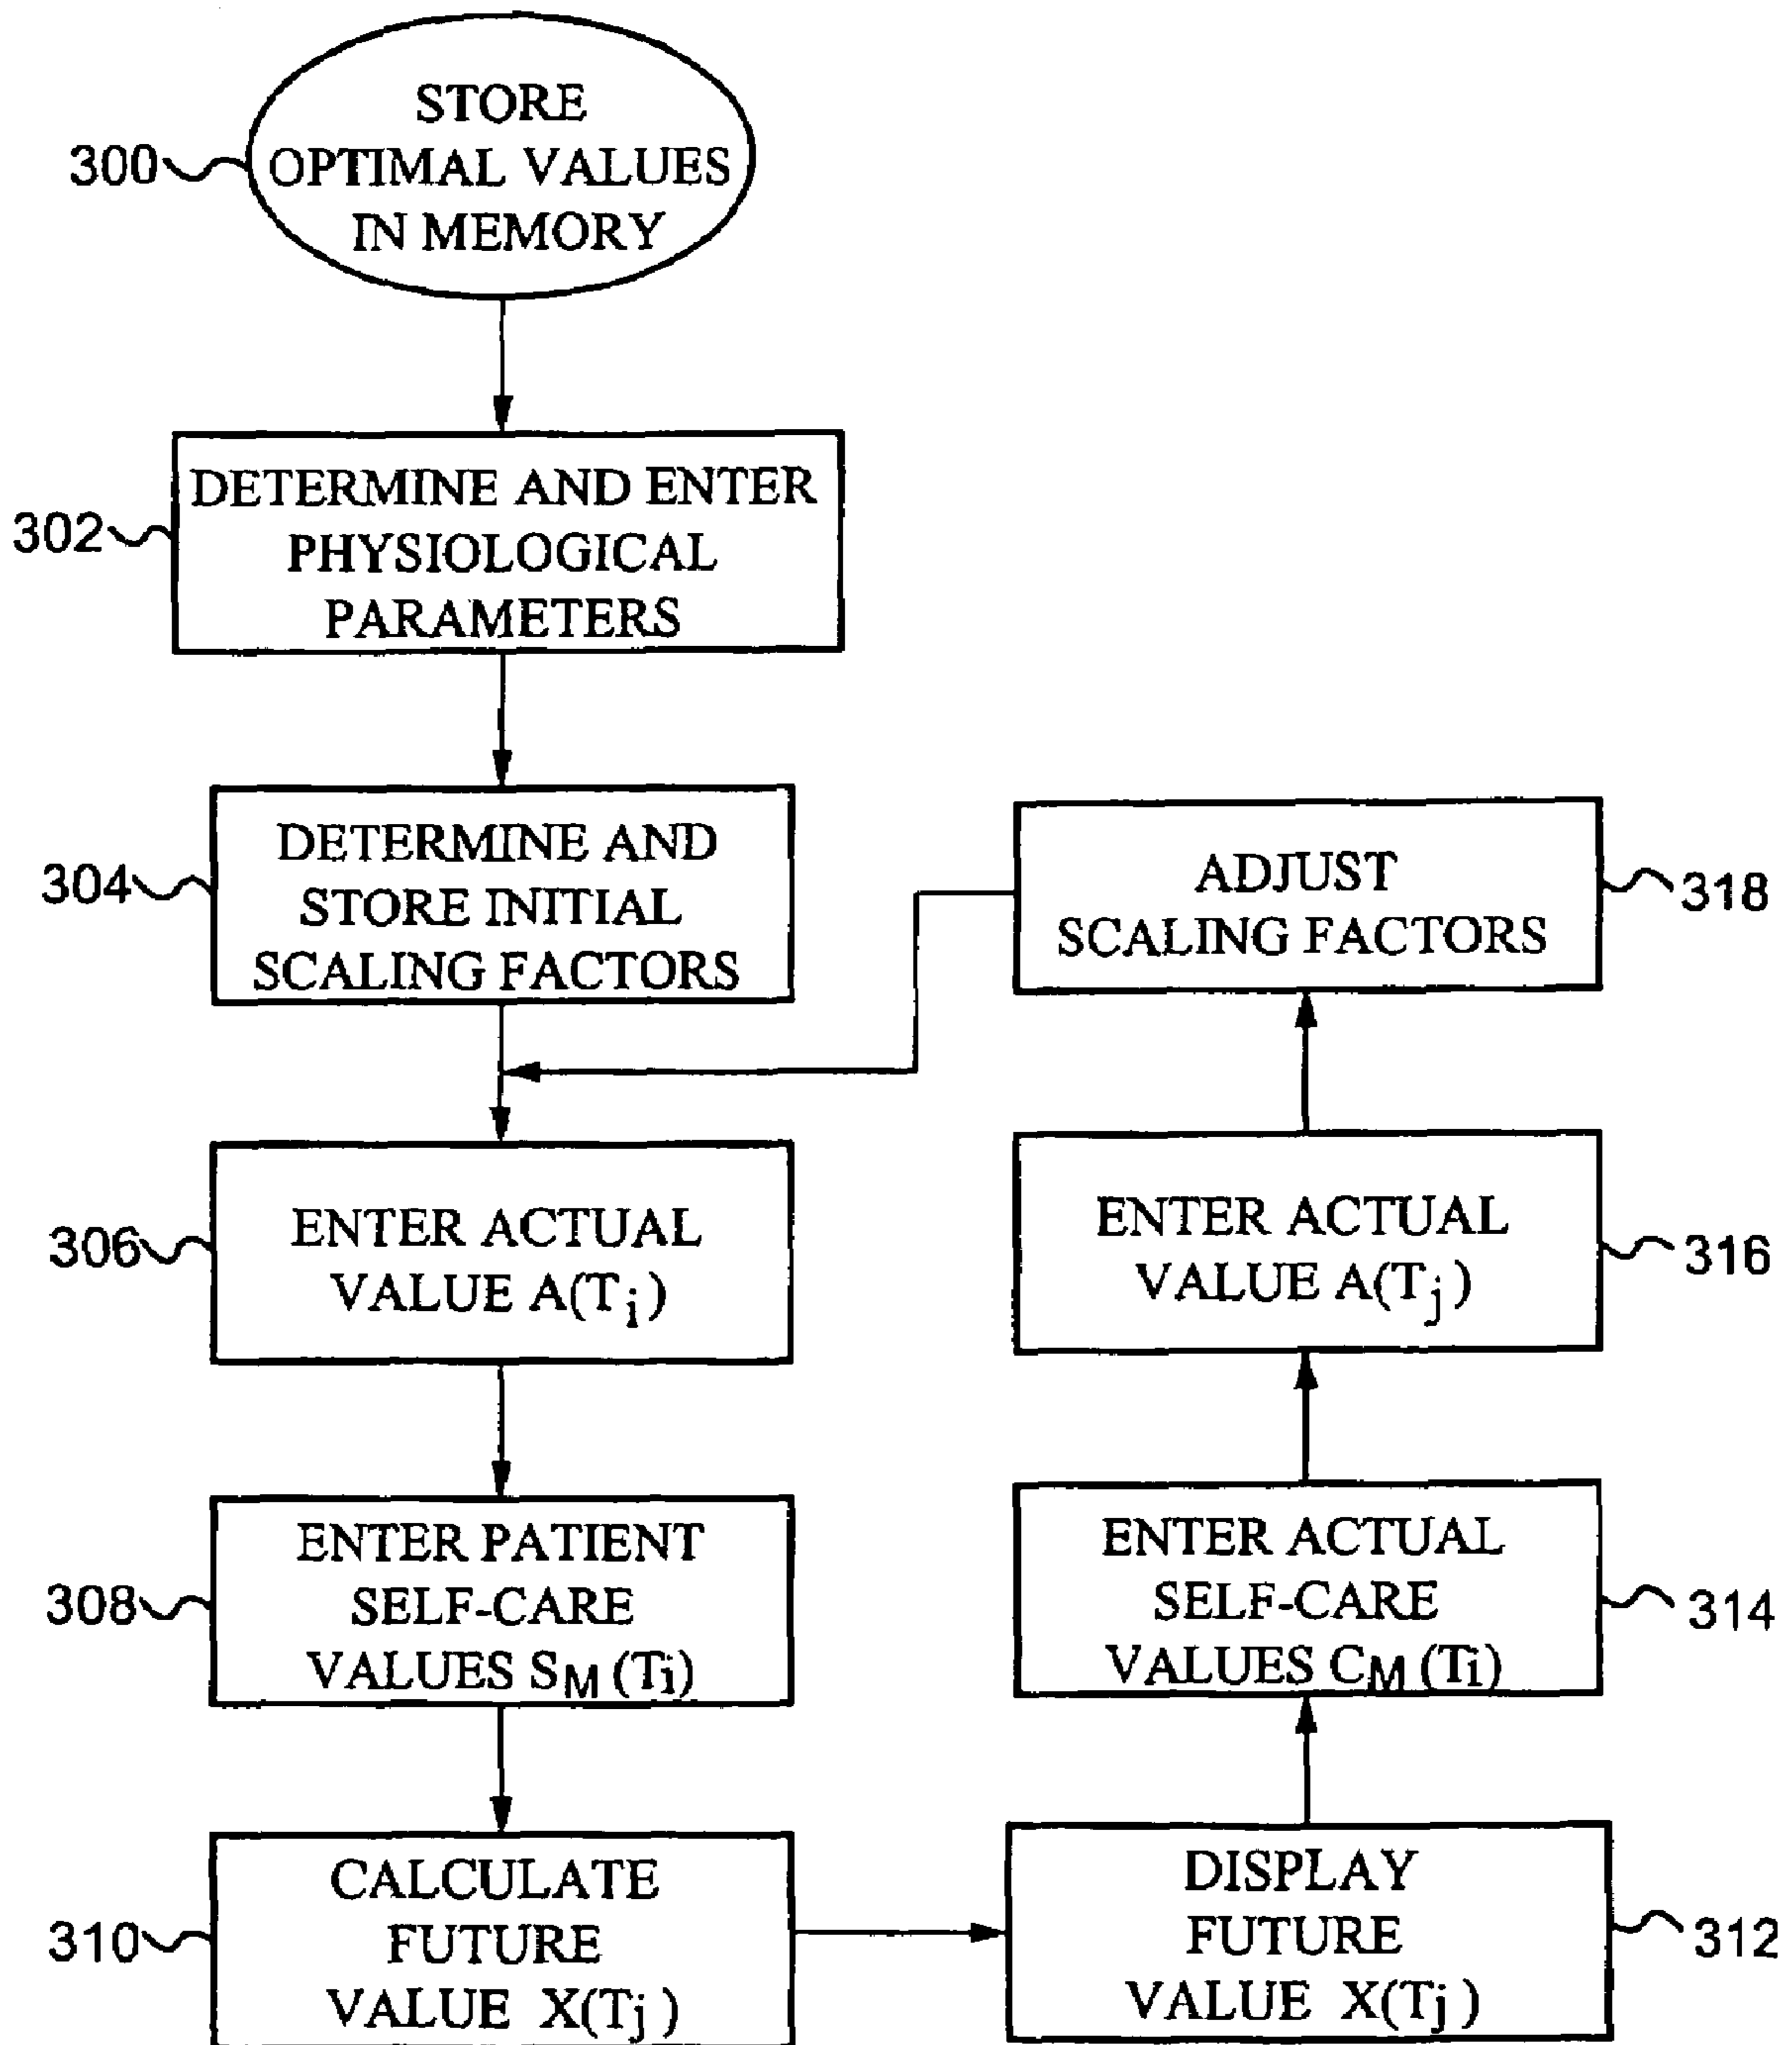 300
STORE
OPTIMAL VALUES
IN MEMORY
302
DETERMINE AND ENTER
PHYSIOLOGICAL
PARAMETERS
304
DETERMINE AND
STORE INITIAL
SCALING FACTORS
306
ENTER ACTUAL
VALUE A(Ti)
308
ENTER PATIENT
SELF-CARE
VALUES SM (Ti)
310
CALCULATE
FUTURE
VALUE X(Tj)
DISPLAY
FUTURE
VALUE X(Tj)
312
ENTER ACTUAL
SELF-CARE
VALUES CM (Ti)
314
ENTER ACTUAL
VALUE A(Tj)
316
ADJUST
SCALING FACTORS
318